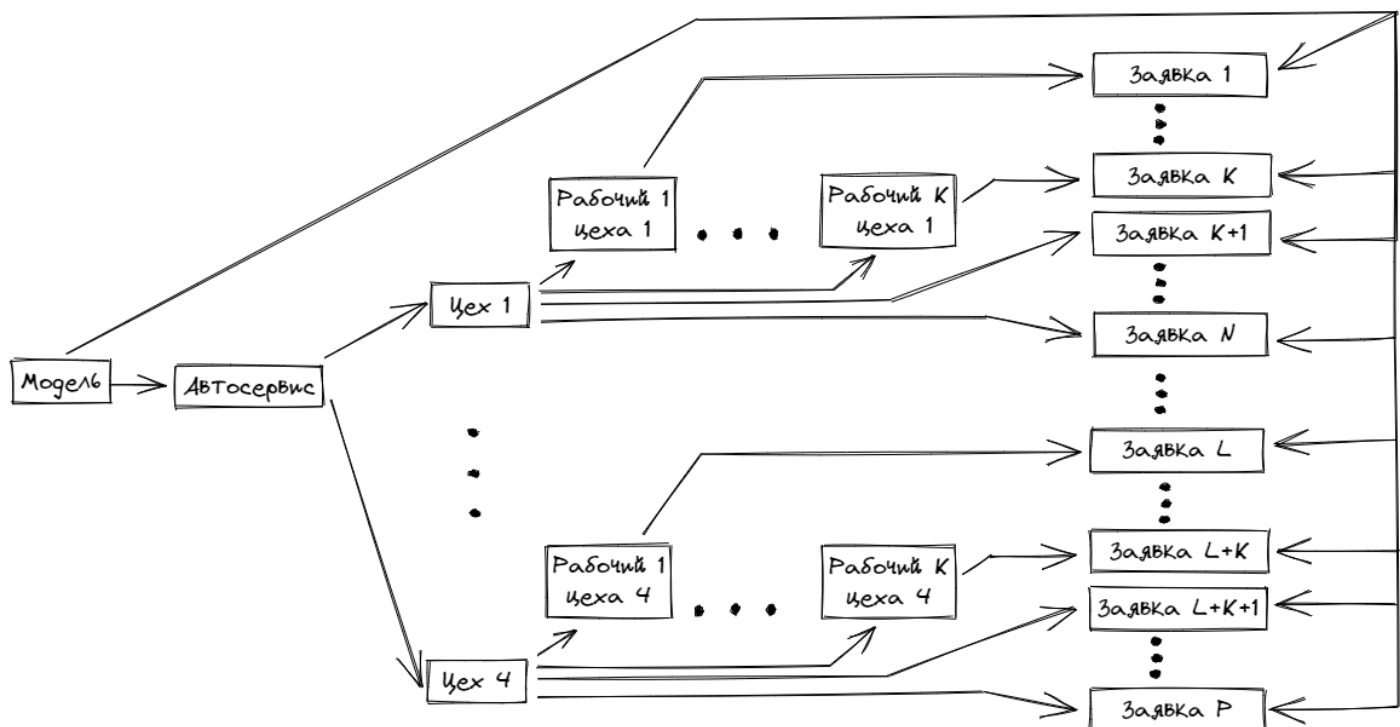 Заявка 1
Рабочий 1
цеха 1
Рабочий К
цеха 1
Заявка К
Заявка К+1
Цех 1
Заявка N
Модель
Автосервис
Заявка L
Рабочий 1
цеха 4
Рабочий К
цеха 4
Заявка L+К
Заявка L+К+1
Цех 4
Заявка Р